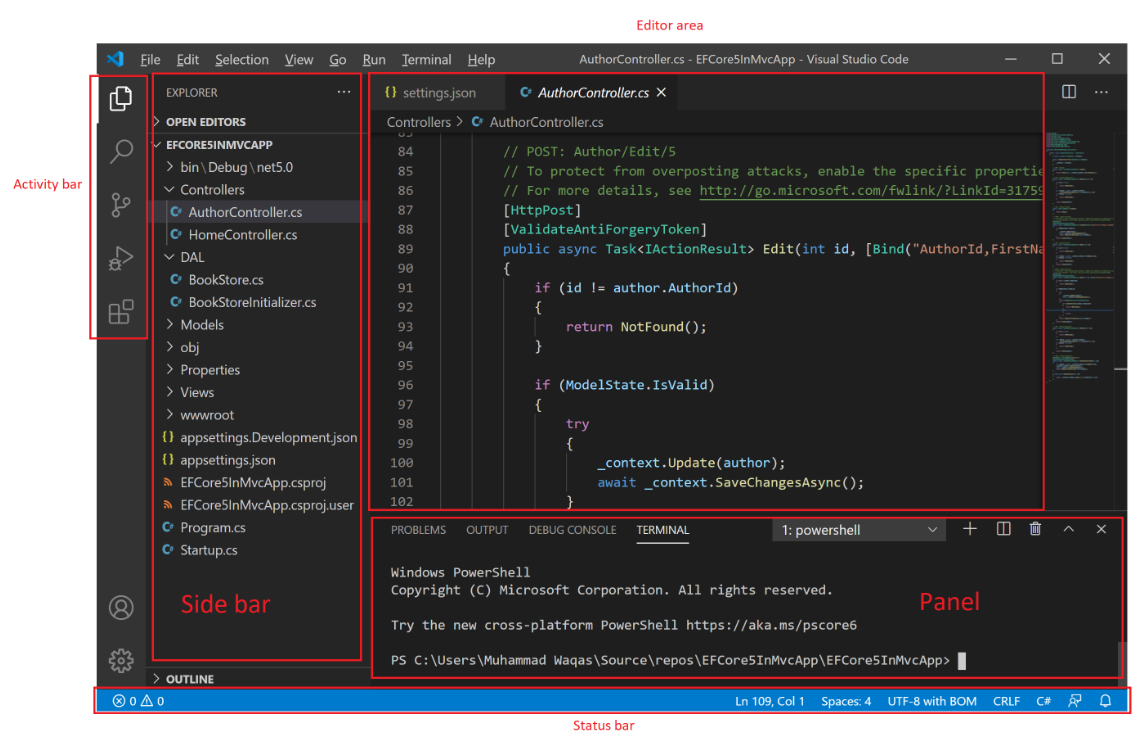 Editor area
File Edit Selection View Go Run Terminal Help AuthorController.cs - EFCore5InMvcApp - Visual Studio Code
Activity bar
EXPLORER
OPEN EDITORS
EFCORE5INMVCAPP
bin\Debug\net5.0
Controllers
AuthorController.cs
HomeController.cs
DAL
BookStore.cs
BookStoreInitializer.cs
Models
obj
Properties
Views
wwwroot
{} appsettings.Development.json
{} appsettings.json
EFCore5InMvcApp.csproj
EFCore5InMvcApp.csproj.user
C# Program.cs
C# Startup.cs
Side bar
OUTLINE
{} settings.json C# AuthorController.cs
Controllers > C# AuthorController.cs
83
84 // POST: Author/Edit/5
85 // To protect from overposting attacks, enable the specific propertie
86 // For more details, see http://go.microsoft.com/fwlink/?LinkId=31759
87 [HttpPost]
88 [ValidateAntiForgeryToken]
89 public async Task<IActionResult> Edit(int id, [Bind("AuthorId,FirstNa
90 {
91 if (id != author.AuthorId)
92 {
93 return NotFound();
94 }
95
96 if (ModelState.IsValid)
97 {
98 try
99 {
100 _context.Update(author);
101 await _context.SaveChangesAsync();
102 }
PROBLEMS OUTPUT DEBUG CONSOLE TERMINAL 1: powershell
Windows PowerShell
Copyright (C) Microsoft Corporation. All rights reserved.
Panel
Try the new cross-platform PowerShell https://aka.ms/pscore6
PS C:\Users\Muhammad Waqas\Source\repos\EFCore5InMvcApp\EFCore5InMvcApp>
0 0 Ln 109, Col 1 Spaces: 4 UTF-8 with BOM CRLF C#
Status bar